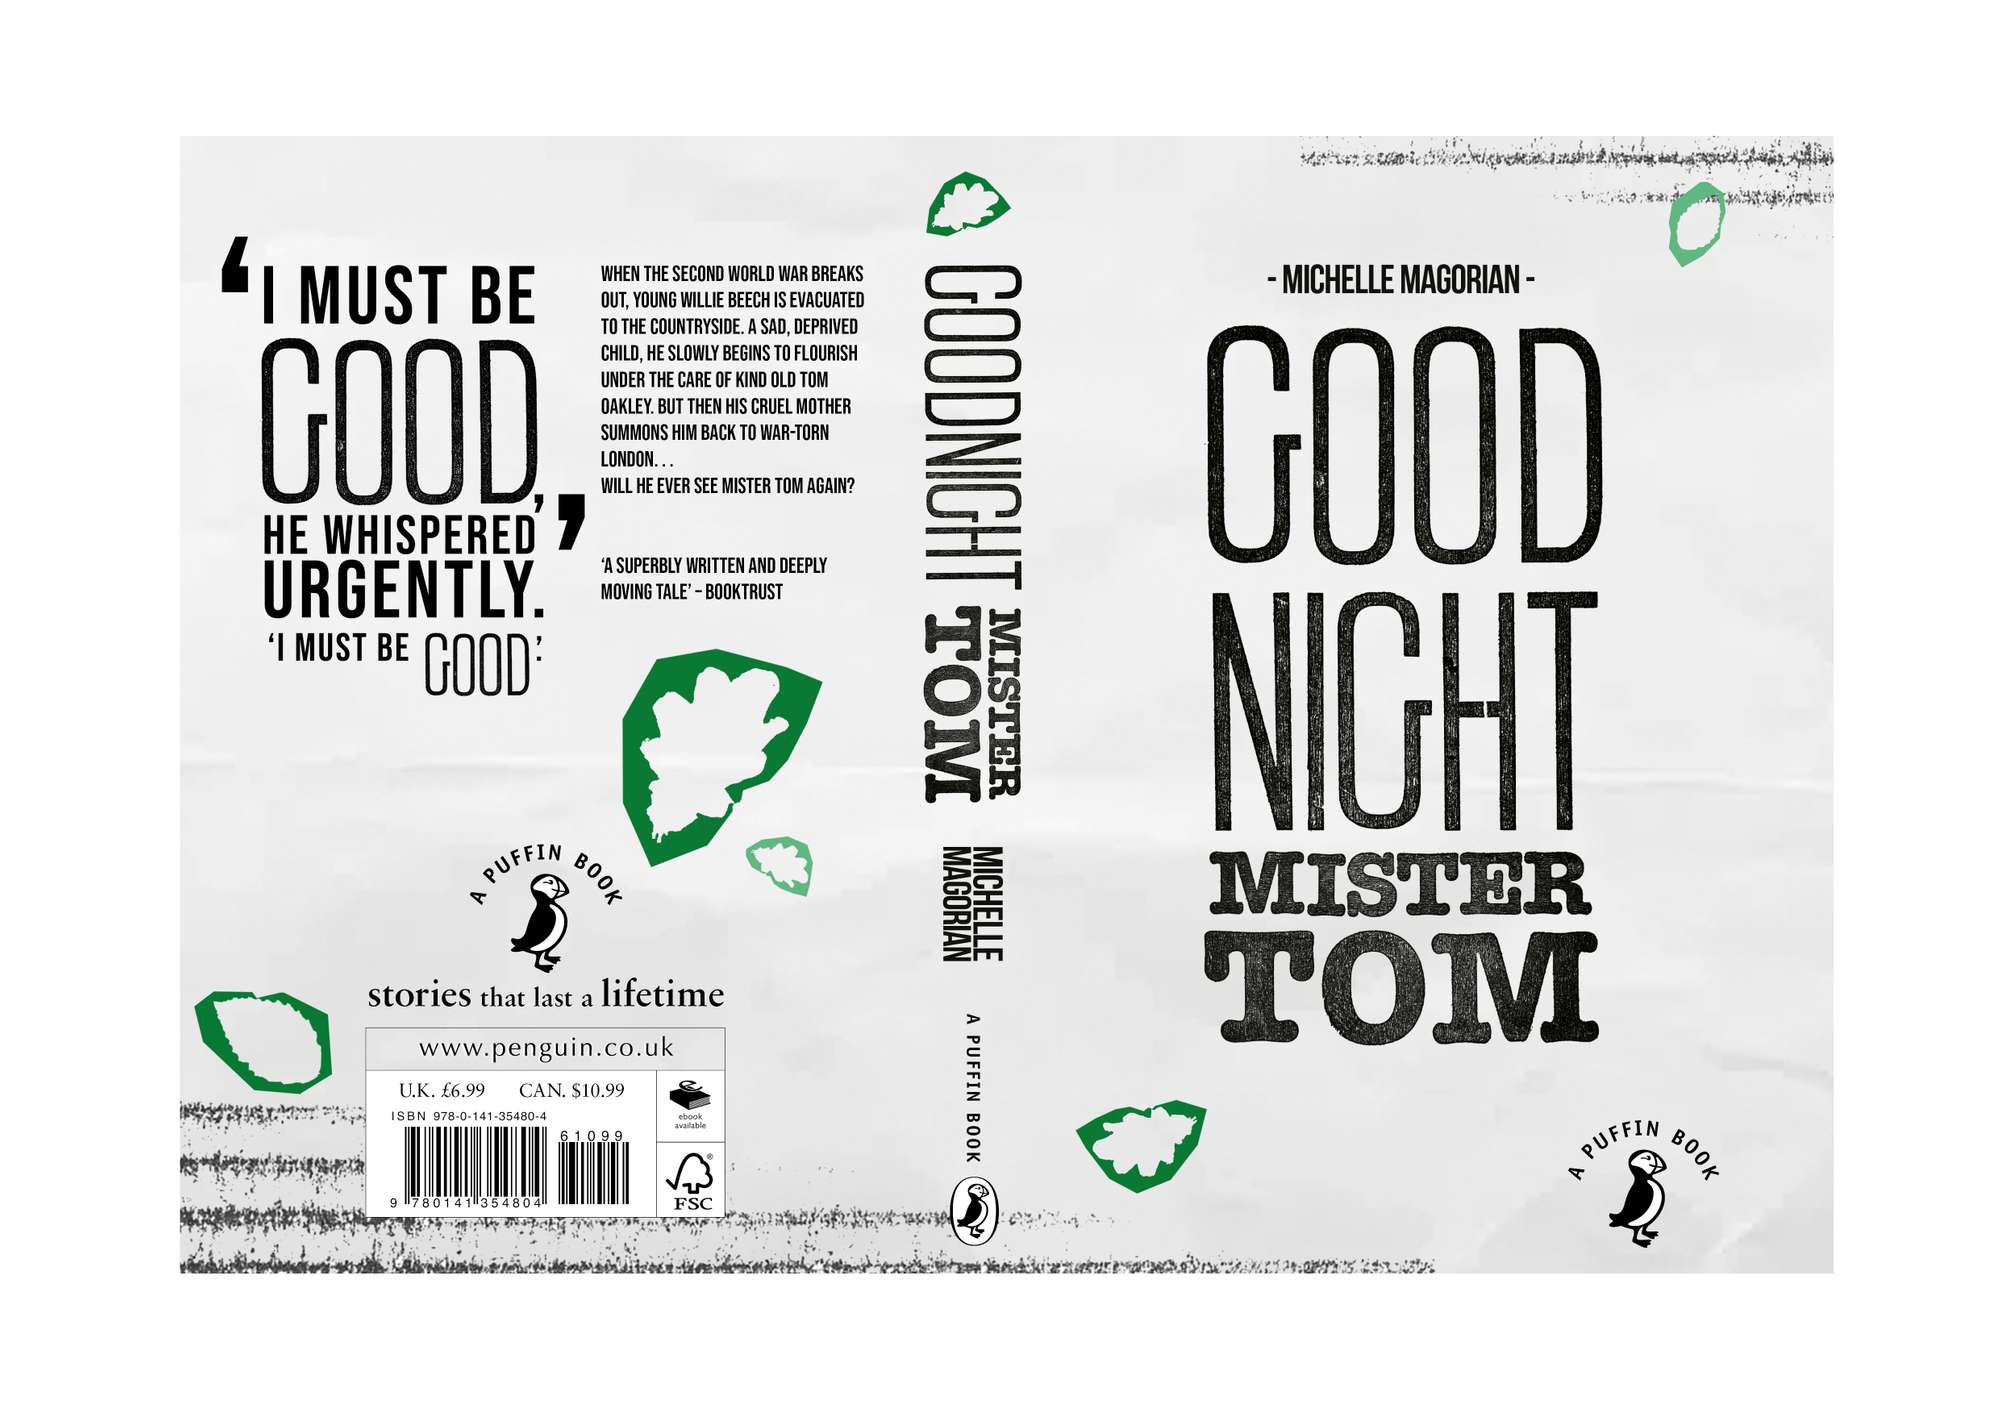 ‘I MUST BE
GOOD,’
HE WHISPERED
URGENTLY.
‘I MUST BE GOOD.’
WHEN THE SECOND WORLD WAR BREAKS
OUT, YOUNG WILLIE BEECH IS EVACUATED
TO THE COUNTRYSIDE. A SAD, DEPRIVED
CHILD, HE SLOWLY BEGINS TO FLOURISH
UNDER THE CARE OF KIND OLD TOM
OAKLEY. BUT THEN HIS CRUEL MOTHER
SUMMONS HIM BACK TO WAR-TORN
LONDON. . .
WILL HE EVER SEE MISTER TOM AGAIN?
‘A SUPERBLY WRITTEN AND DEEPLY
MOVING TALE’ – BOOKTRUST
A PUFFIN BOOK
stories that last a lifetime
www.penguin.co.uk
U.K. £6.99 CAN. $10.99
ISBN 978-0-141-35480-4
61099
9 780141 354804
ebook
available
®
FSC
GOODNIGHT
MISTER
TOM
MICHELLE
MAGORIAN
A PUFFIN BOOK
- MICHELLE MAGORIAN -
GOOD
NIGHT
MISTER
TOM
A PUFFIN BOOK